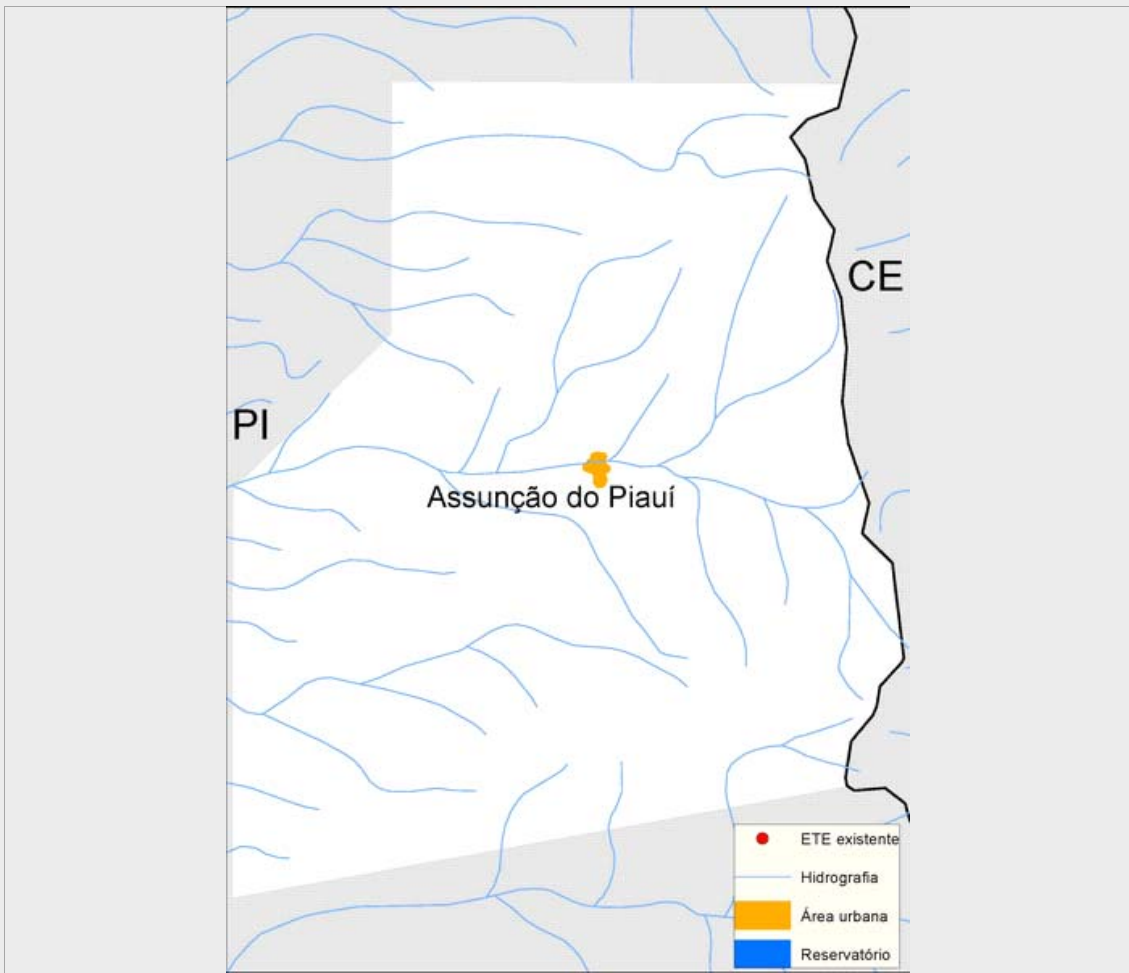 CE
PI
Assunção do Piauí
ETE existente
Hidrografia
Área urbana
Reservatório